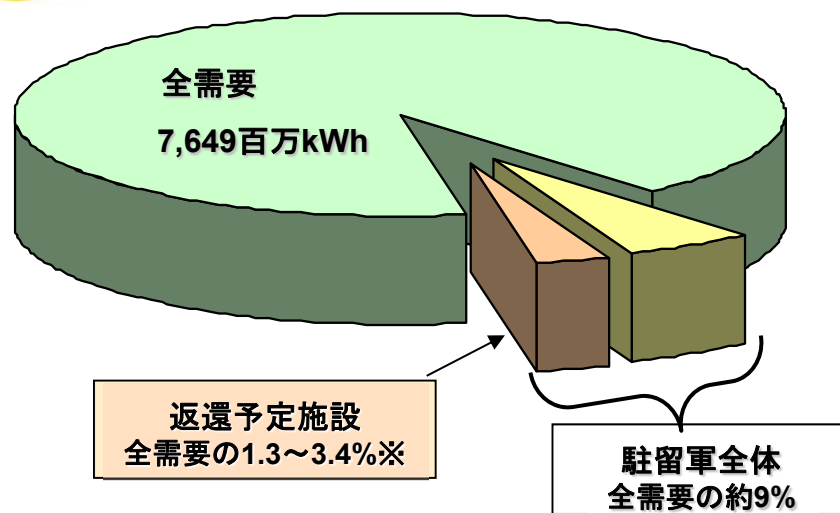 全需要
7,649百万kWh
返還予定施設
全需要の1.3～3.4%※
駐留軍全体
全需要の約9%